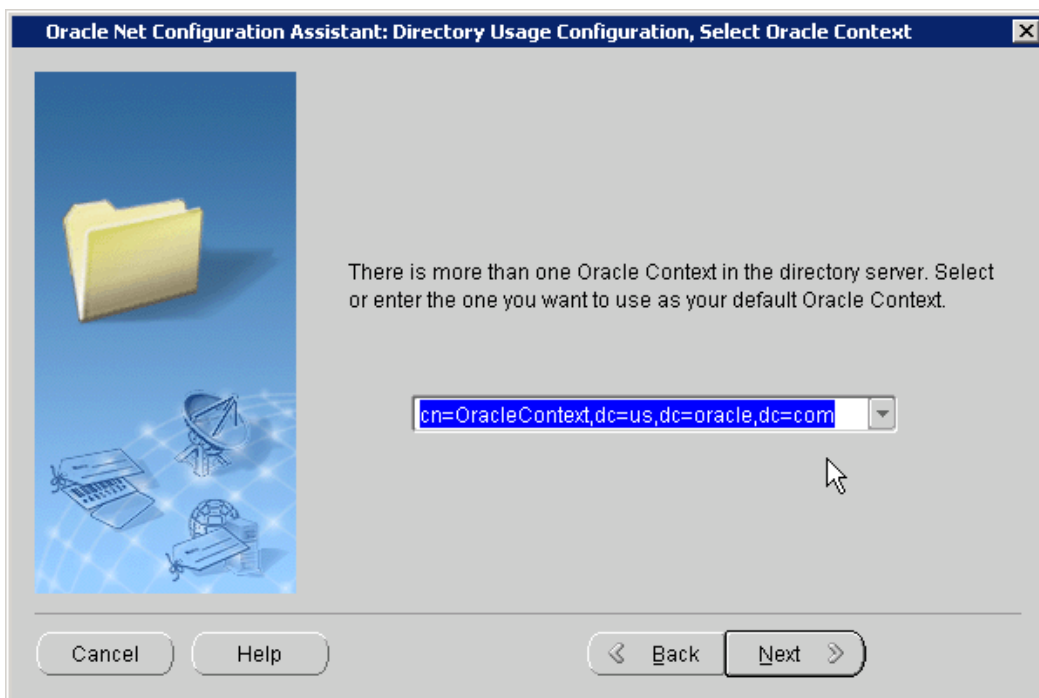 Oracle Net Configuration Assistant: Directory Usage Configuration, Select Oracle Context
There is more than one Oracle Context in the directory server. Select
or enter the one you want to use as your default Oracle Context.
cn=OracleContext,dc=us,dc=oracle,dc=com
Cancel
Help
Back
Next